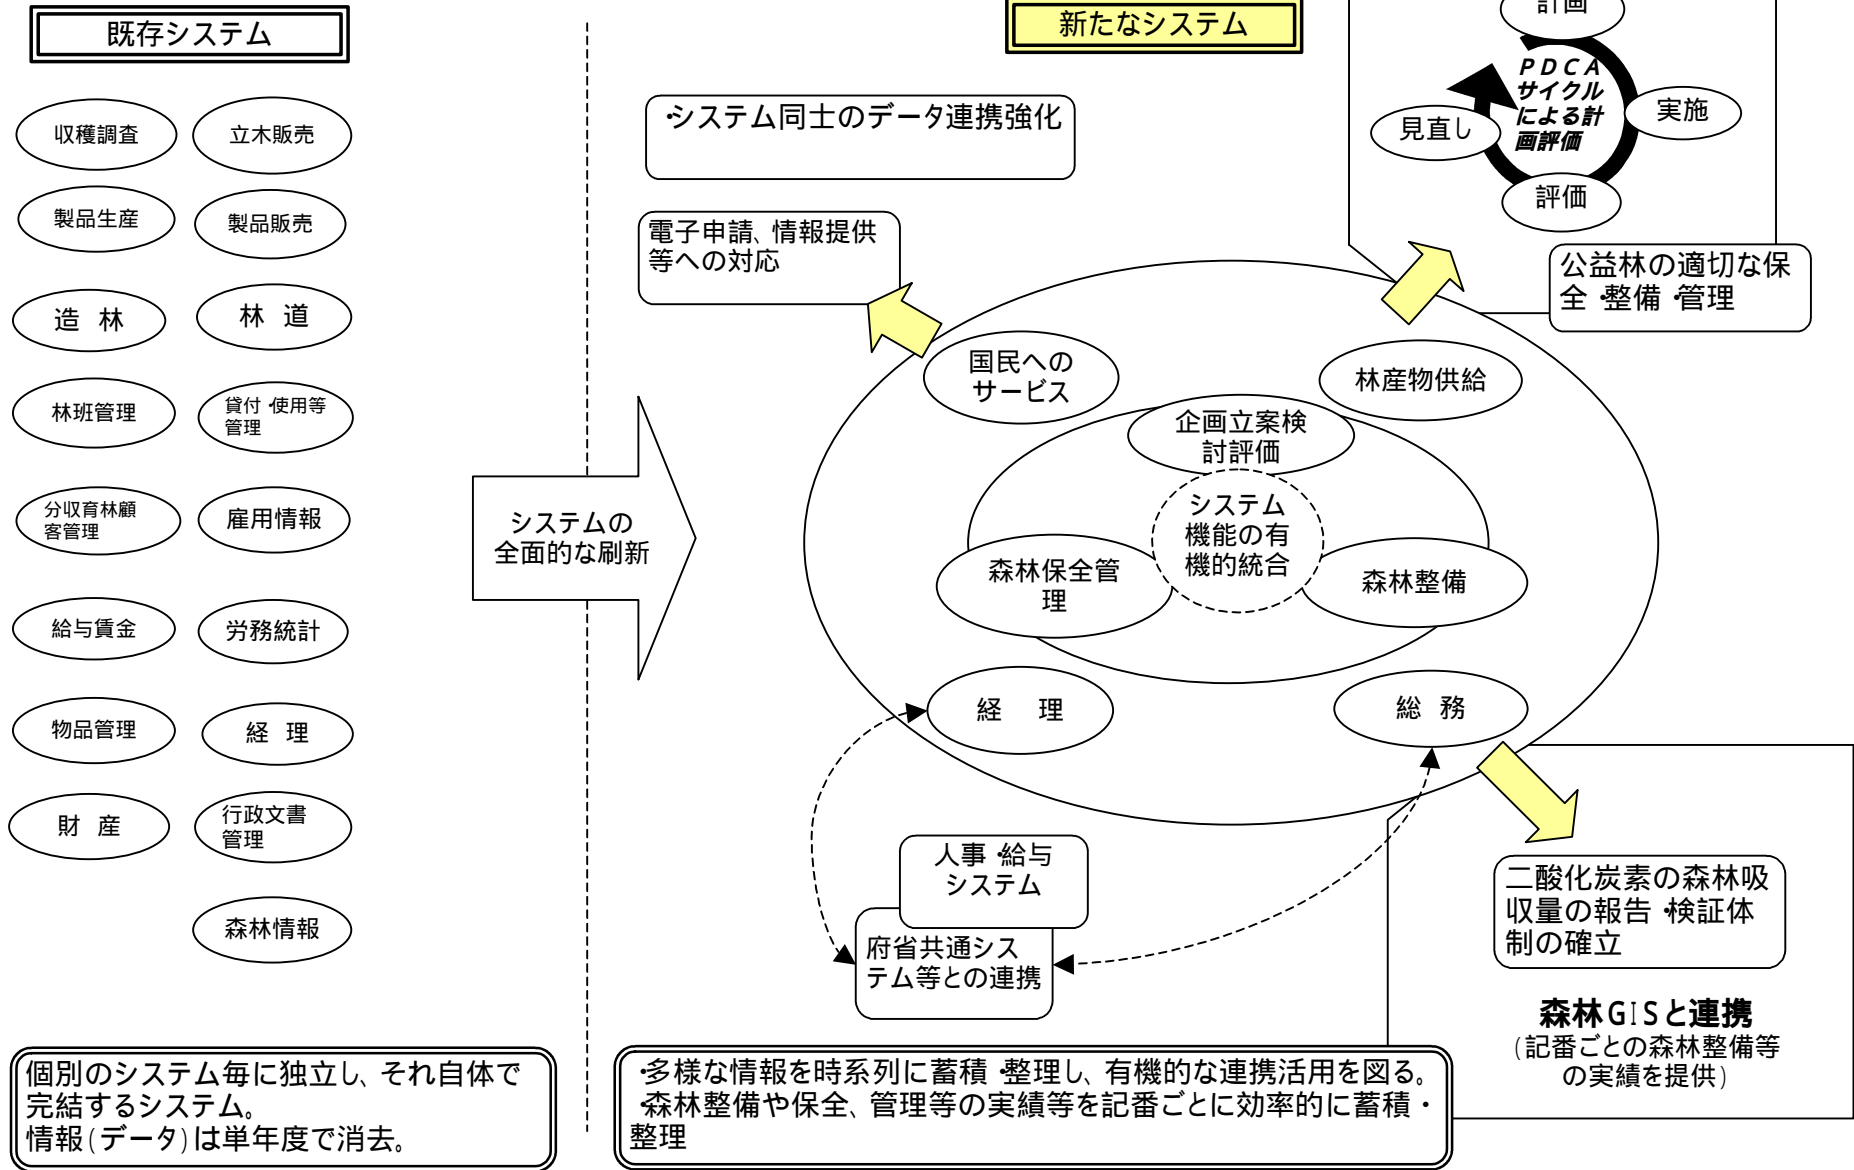 既存システム
収穫調査
立木販売
製品生産
製品販売
造 林
林 道
林班管理
貸付・使用等
管理
分収育林顧
客管理
雇用情報
給与賃金
労務統計
物品管理
経 理
財 産
行政文書
管理
森林情報
個別のシステム毎に独立し、それ自体で
完結するシステム。
情報(データ)は単年度で消去。
システムの
全面的な刷新
新たなシステム
・システム同士のデータ連携強化
電子申請、情報提供
等への対応
計画
PDCA
サイクル
による計
画評価
実施
見直し
評価
公益林の適切な保
全・整備・管理
国民への
サービス
林産物供給
企画立案検
討評価
システム
機能の有
機的統合
森林保全管
理
森林整備
経 理
総 務
人事・給与
システム
府省共通シス
テム等との連携
二酸化炭素の森林吸
収量の報告・検証体
制の確立
森林GISと連携
(記番ごとの森林整備等
の実績を提供)
・多様な情報を時系列に蓄積・整理し、有機的な連携活用を図る。
・森林整備や保全、管理等の実績等を記番ごとに効率的に蓄積・
整理